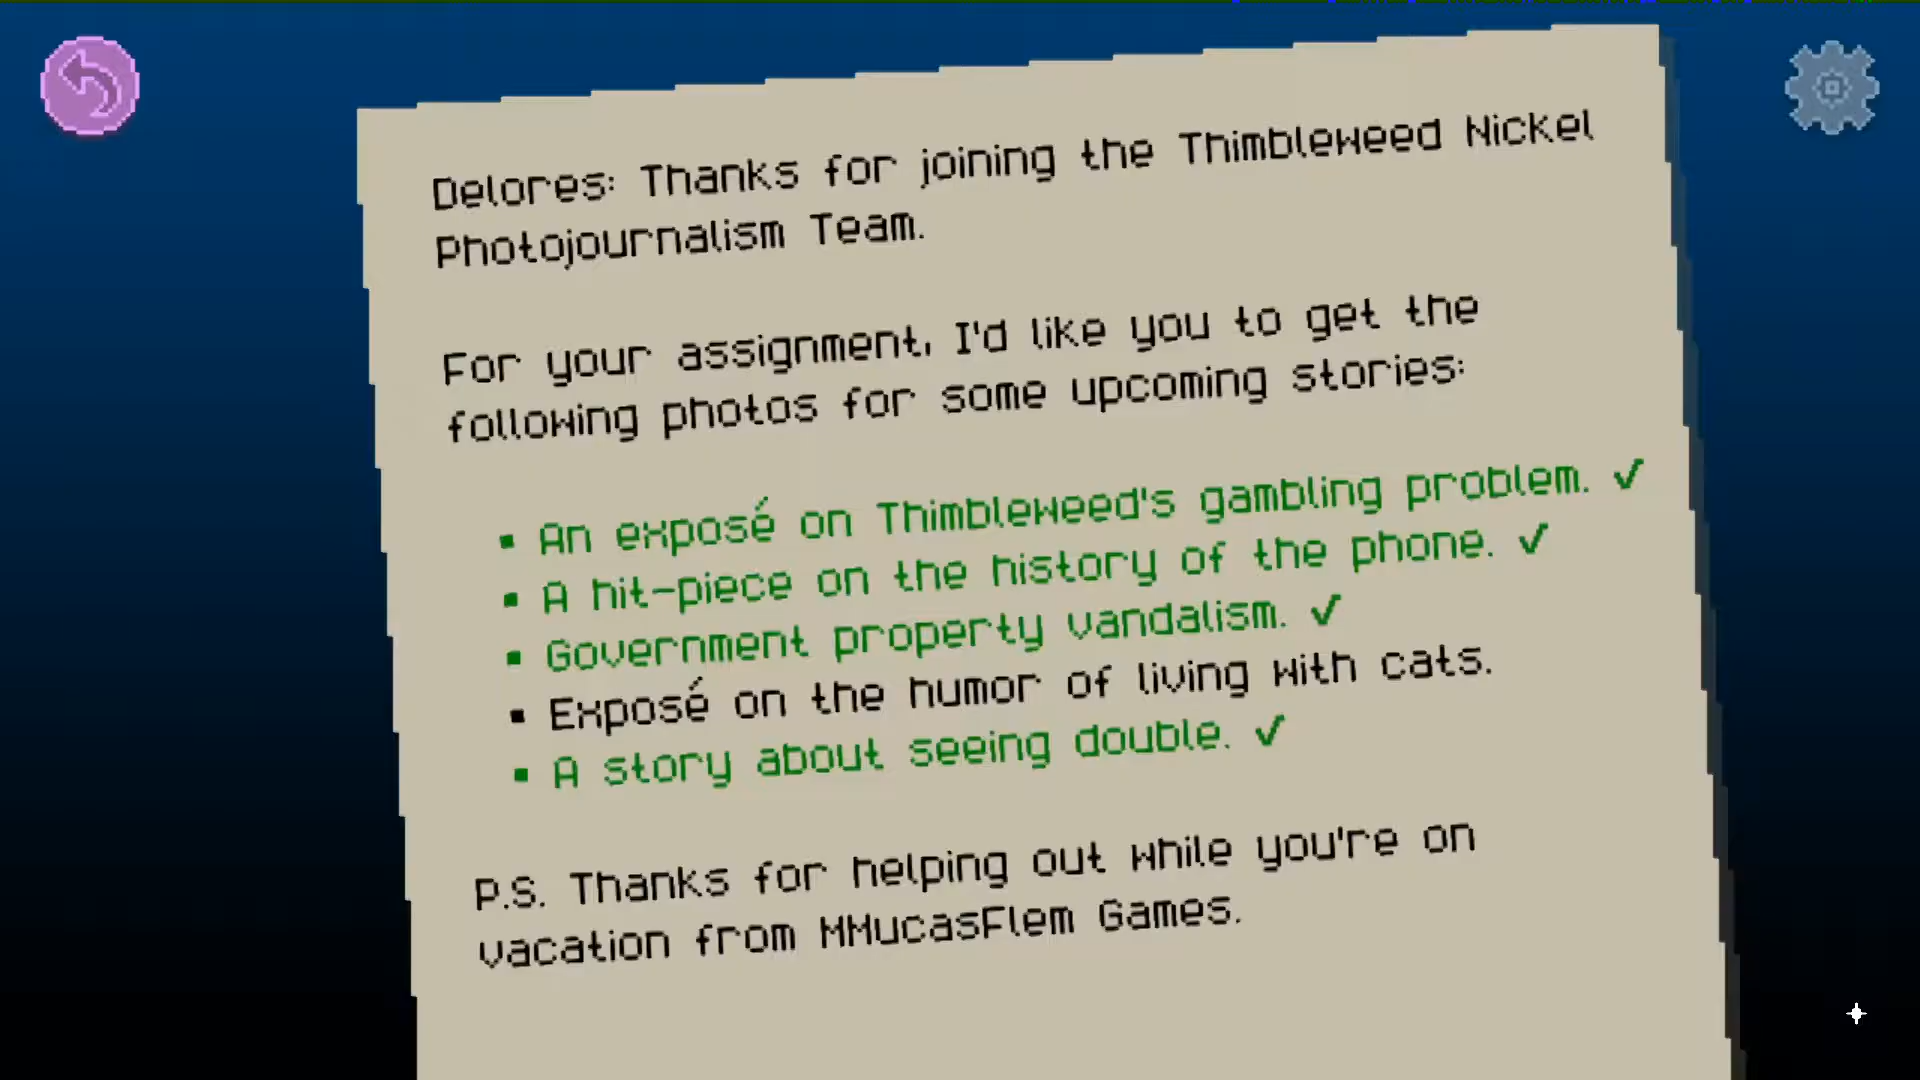 Delores: Thanks for joining the Thimbleweed Nickel
Photojournalism Team.
For your assignment, I'd like you to get the
following photos for some upcoming stories:
▪ An exposé on Thimbleweed's gambling problem. ✓
▪ A hit-piece on the history of the phone. ✓
▪ Government property vandalism. ✓
▪ Exposé on the humor of living with cats.
▪ A story about seeing double. ✓
P.S. Thanks for helping out while you're on
vacation from MMucasFlem Games.